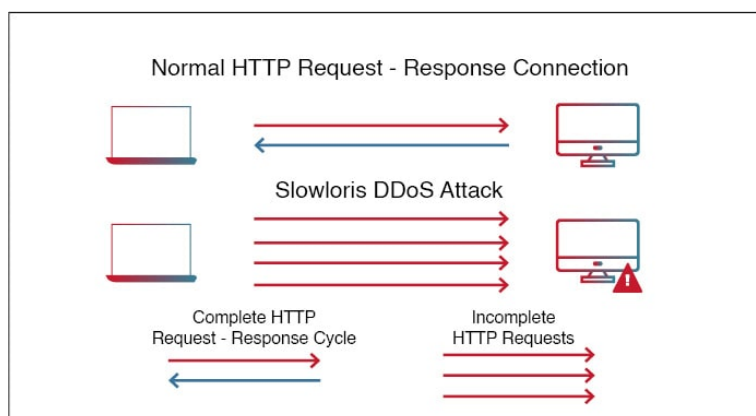 Normal HTTP Request - Response Connection
Slowloris DDoS Attack
Complete HTTP
Request - Response Cycle
Incomplete
HTTP Requests